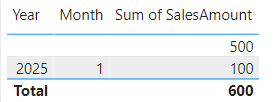 Year Month Sum of SalesAmount
500
2025 1 100
Total 600